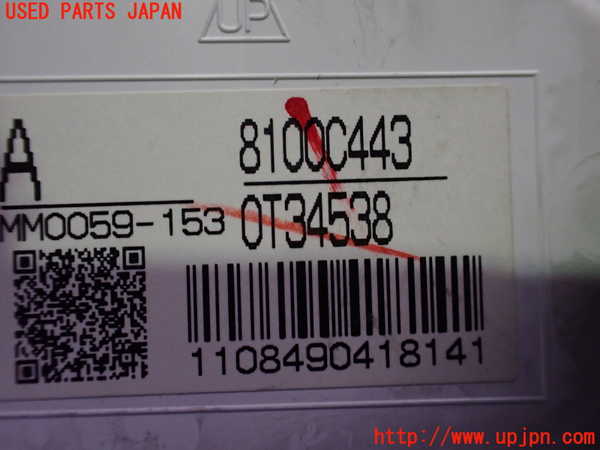 USED PARTS JAPAN
UP
A
8100C443
MM0059-153
0T34538
1108490418141
http://www.upjpn.com